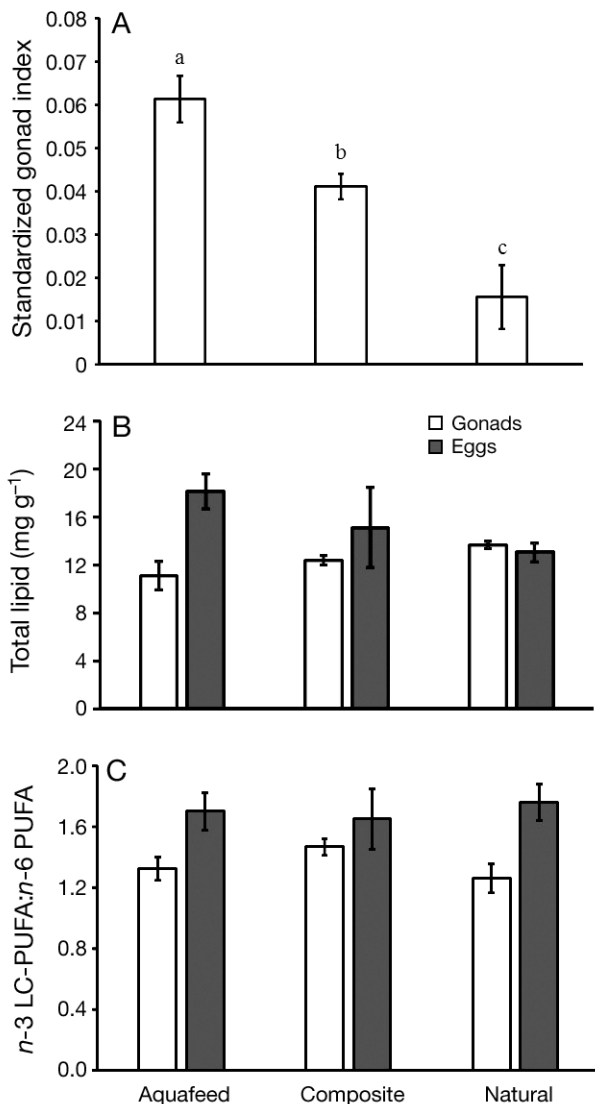 A
Standardized gonad index
0.08
0.07
0.06
0.05
0.04
0.03
0.02
0.01
0
a
b
c
B
Total lipid (mg g⁻¹)
24
20
16
12
8
4
0
Gonads
Eggs
C
n-3 LC-PUFA:n-6 PUFA
2.0
1.6
1.2
0.8
0.4
0.0
Aquafeed Composite Natural